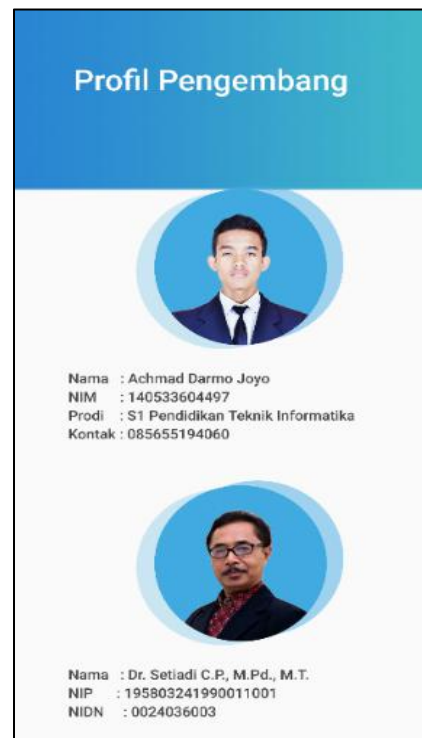 Profil Pengembang
Nama : Achmad Darmo Joyo
NIM : 140533604497
Prodi : S1 Pendidikan Teknik Informatika
Kontak : 085655194060
Nama : Dr. Setiadi C.P., M.Pd., M.T.
NIP : 195803241990011001
NIDN : 0024036003